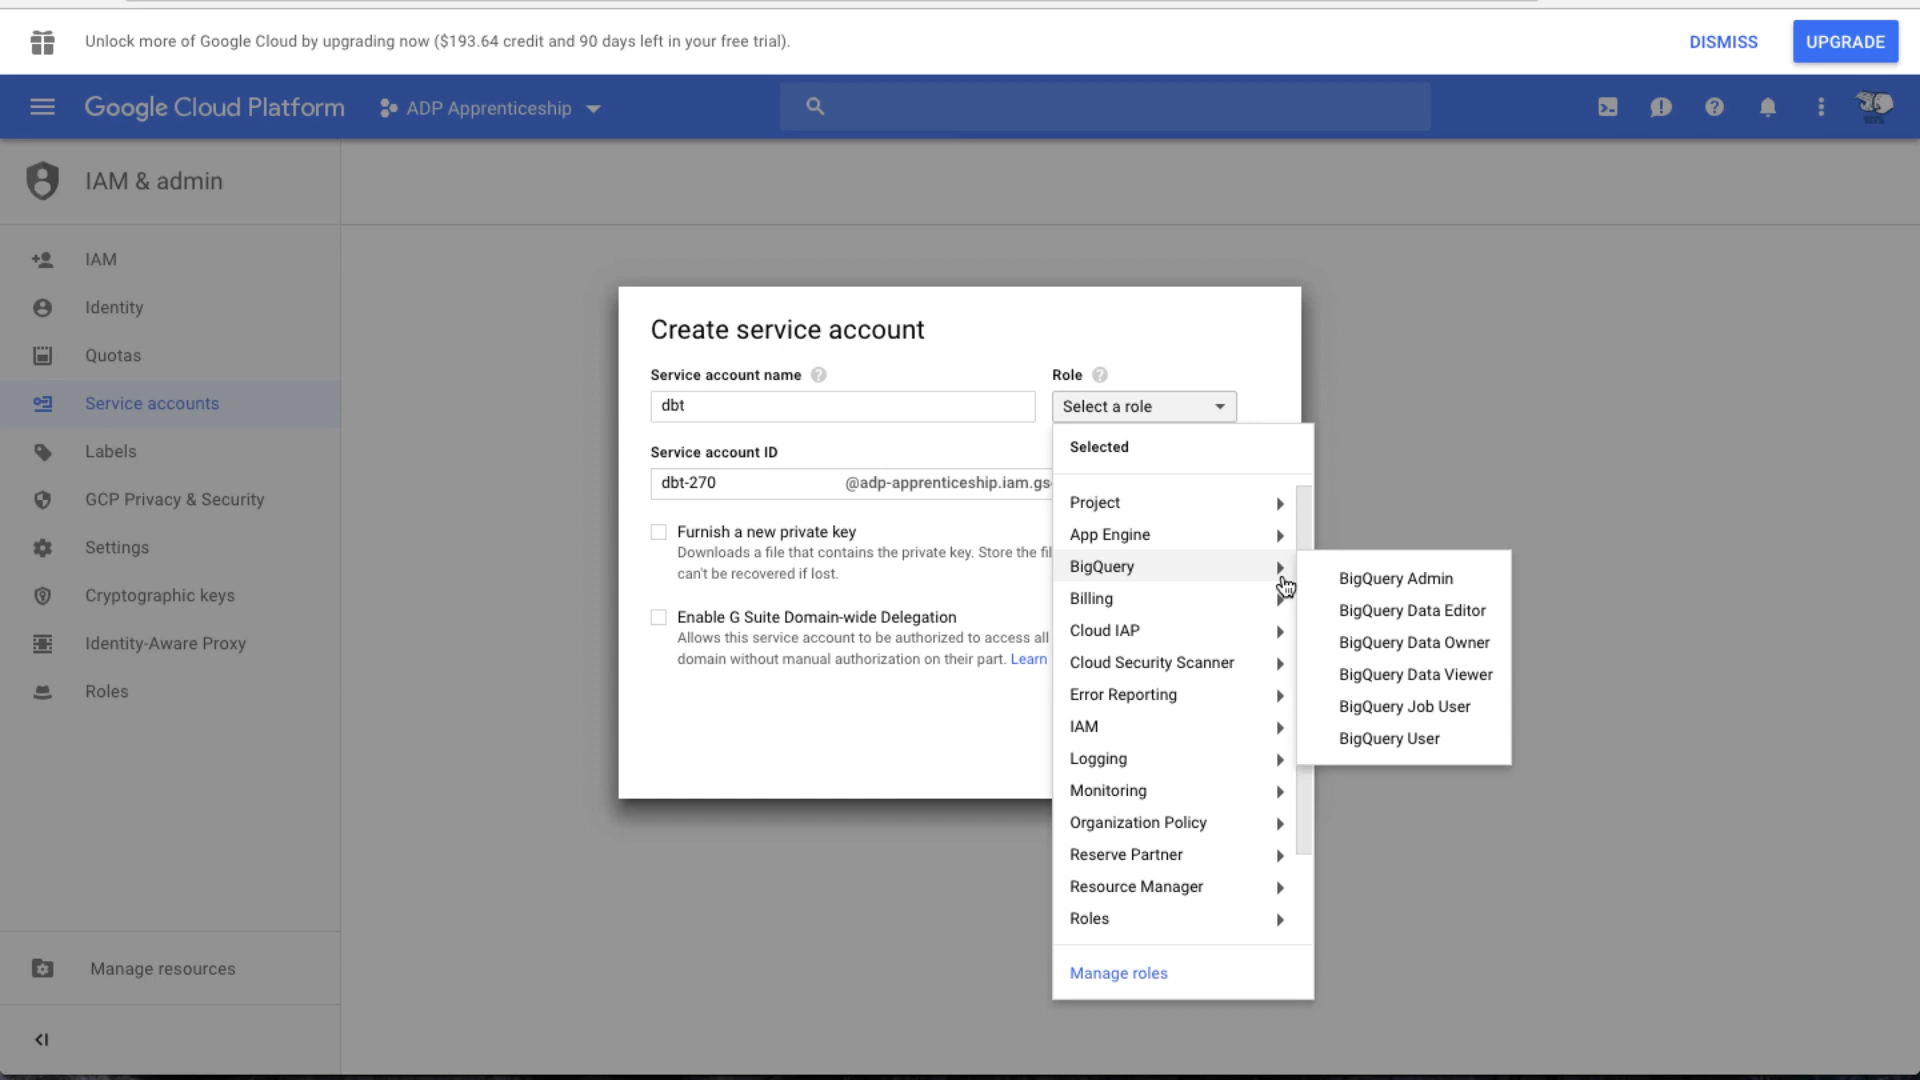 Unlock more of Google Cloud by upgrading now ($193.64 credit and 90 days left in your free trial).
DISMISS
UPGRADE
Google Cloud Platform
ADP Apprenticeship
IAM & admin
IAM
Identity
Quotas
Service accounts
Labels
GCP Privacy & Security
Settings
Cryptographic keys
Identity-Aware Proxy
Roles
Manage resources
Create service account
Service account name
Role
dbt
Select a role
Service account ID
dbt-270
@adp-apprenticeship.iam.gs
Furnish a new private key
Downloads a file that contains the private key. Store the fil
can't be recovered if lost.
Enable G Suite Domain-wide Delegation
Allows this service account to be authorized to access all
domain without manual authorization on their part. Learn
Selected
Project
App Engine
BigQuery
Billing
Cloud IAP
Cloud Security Scanner
Error Reporting
IAM
Logging
Monitoring
Organization Policy
Reserve Partner
Resource Manager
Roles
Manage roles
BigQuery Admin
BigQuery Data Editor
BigQuery Data Owner
BigQuery Data Viewer
BigQuery Job User
BigQuery User